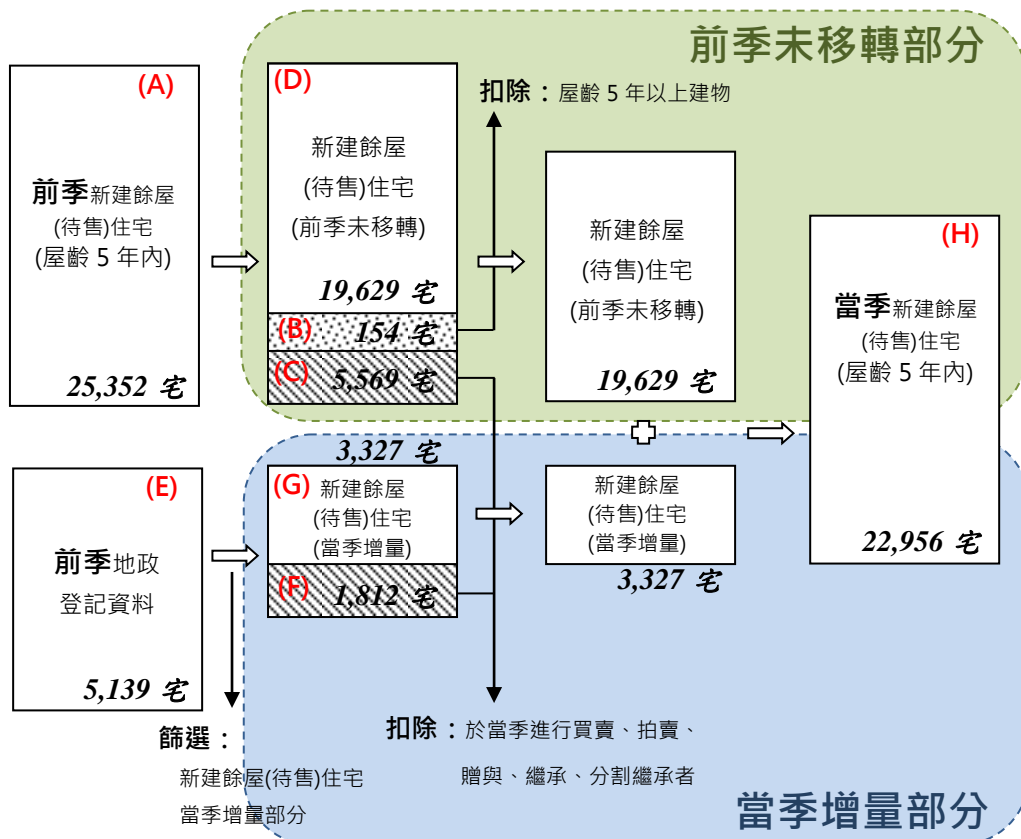 前季未移轉部分
(A)
前季新建餘屋
(待售)住宅
(屋齡 5 年內)
25,352 宅
(D)
新建餘屋
(待售)住宅
(前季未移轉)
19,629 宅
(B)
154 宅
(C)
5,569 宅
扣除：屋齡 5 年以上建物
新建餘屋
(待售)住宅
(前季未移轉)
19,629 宅
(H)
當季新建餘屋
(待售)住宅
(屋齡 5 年內)
22,956 宅
(E)
前季地政
登記資料
5,139 宅
3,327 宅
(G)
新建餘屋
(待售)住宅
(當季增量)
(F)
1,812 宅
新建餘屋
(待售)住宅
(當季增量)
3,327 宅
篩選：
新建餘屋(待售)住宅
當季增量部分
扣除：於當季進行買賣、拍賣、
贈與、繼承、分割繼承者
當季增量部分